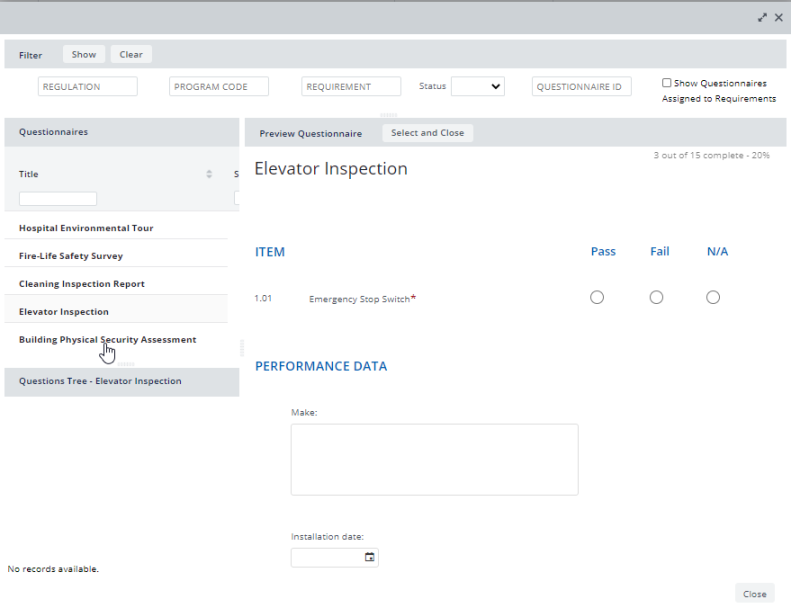 Filter Show Clear
REGULATION PROGRAM CODE REQUIREMENT Status QUESTIONNAIRE ID Show Questionnaires
Assigned to Requirements
Questionnaires
Title S
Hospital Environmental Tour
Fire-Life Safety Survey
Cleaning Inspection Report
Elevator Inspection
Building Physical Security Assessment
Questions Tree - Elevator Inspection
No records available.
Preview Questionnaire Select and Close
3 out of 15 complete - 20%
Elevator Inspection
ITEM Pass Fail N/A
1.01 Emergency Stop Switch*
PERFORMANCE DATA
Make:
Installation date:
Close